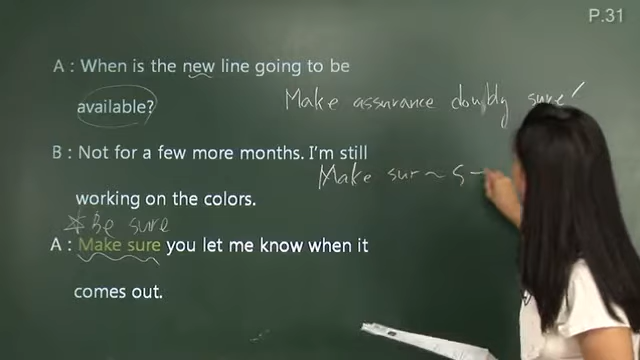 P.31
A : When is the new line going to be
available?
Make assurance doubly sure!
B : Not for a few more months. I'm still
Make sur~ S
working on the colors.
☆ Be sure
A : Make sure you let me know when it
comes out.